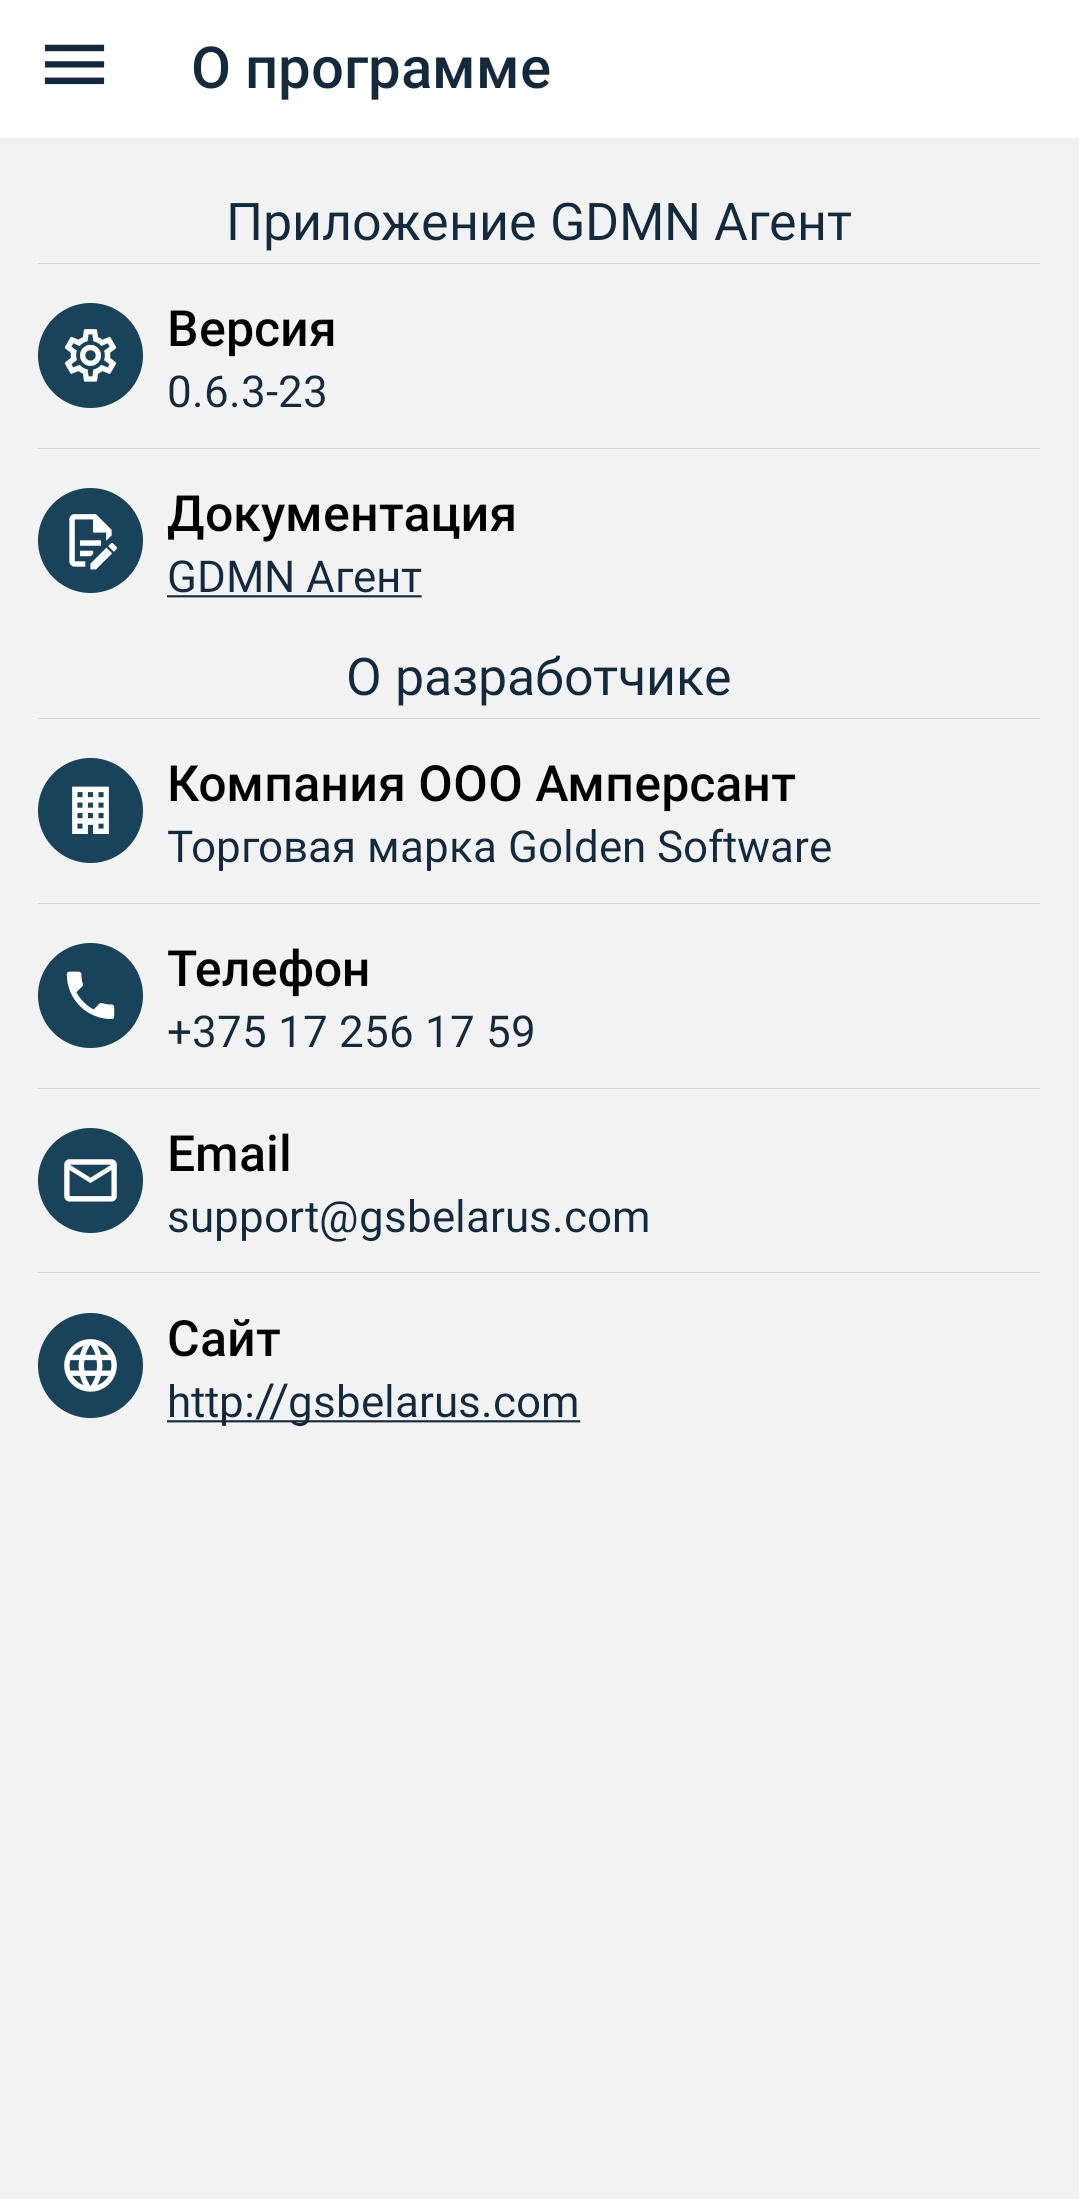 О программе
Приложение GDMN Агент
Версия
0.6.3-23
Документация
GDMN Агент
О разработчике
Компания ООО Амперсант
Торговая марка Golden Software
Телефон
+375 17 256 17 59
Email
support@gsbelarus.com
Сайт
http://gsbelarus.com